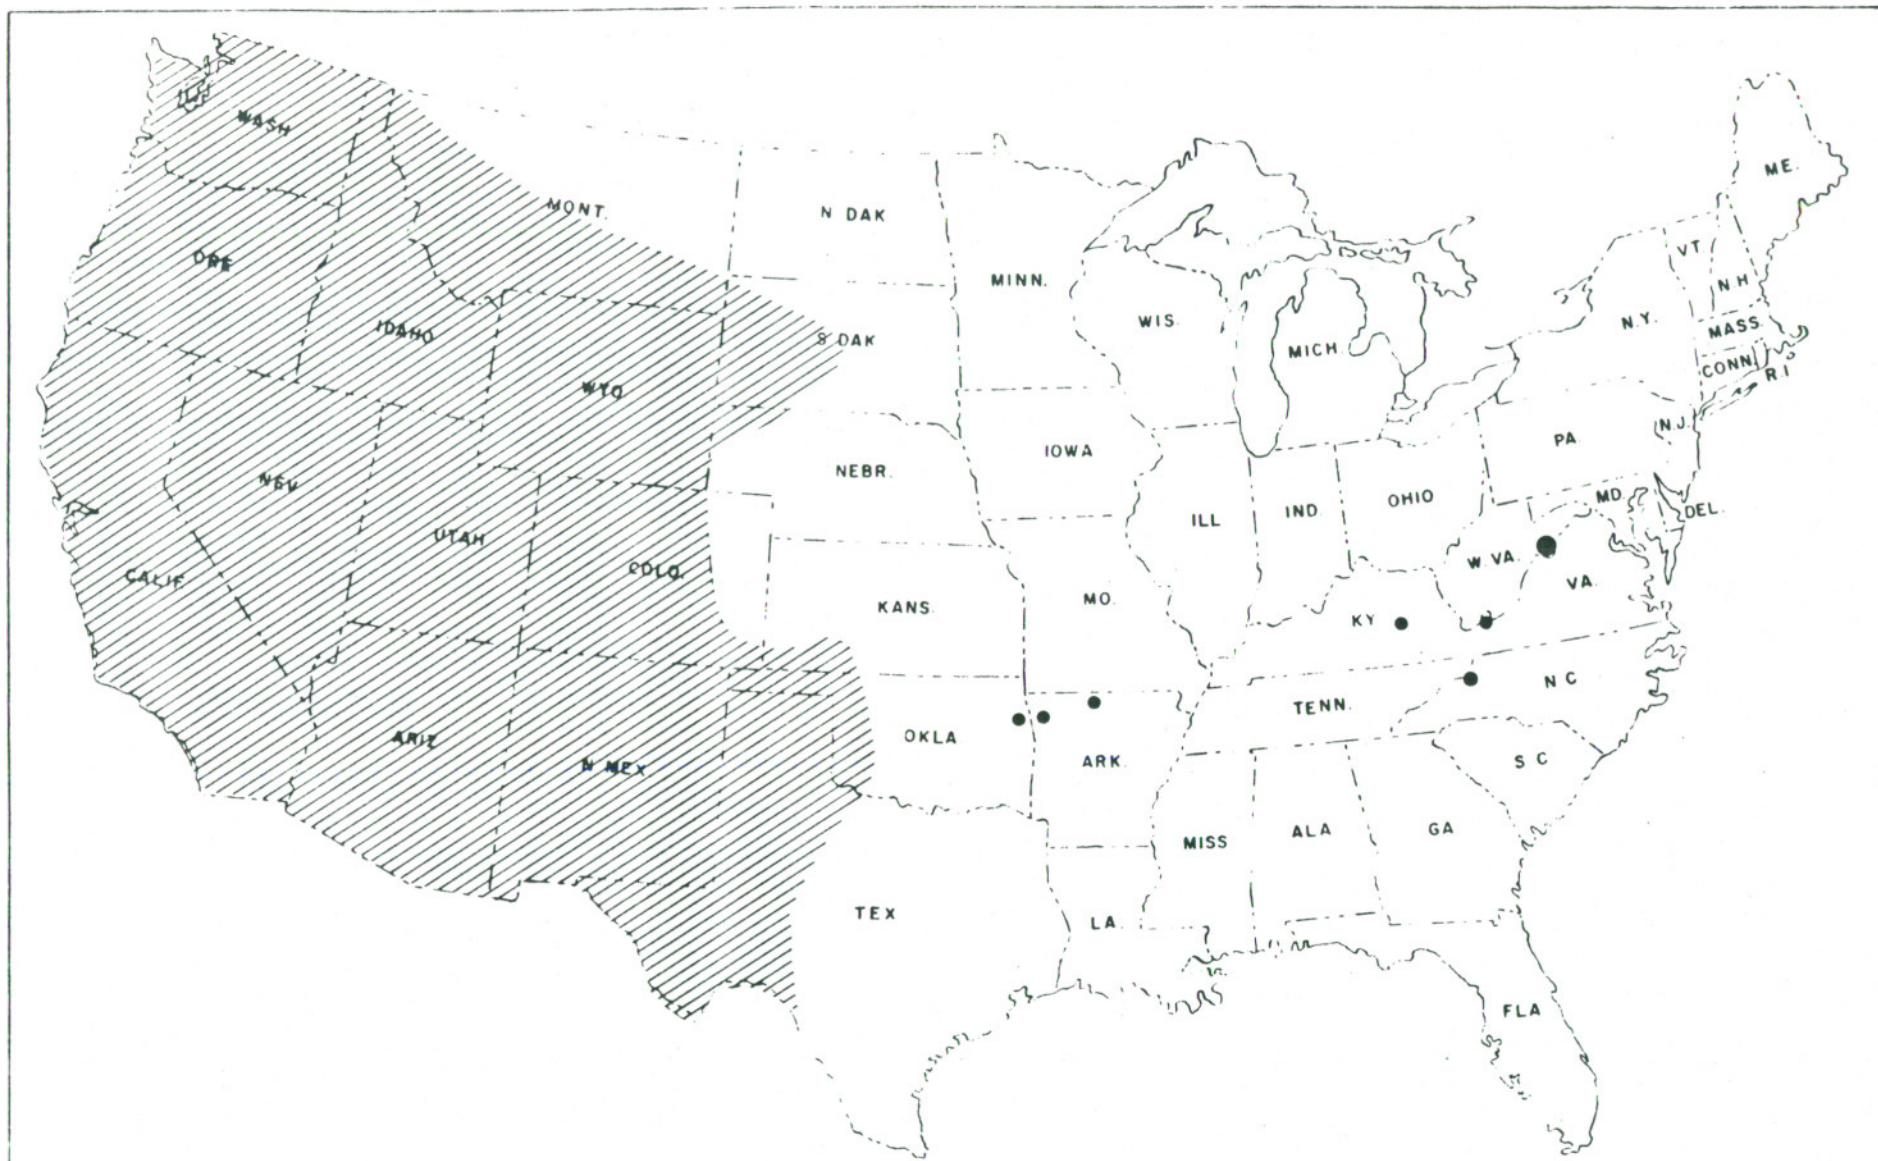 WASH
MONT.
N DAK
MINN.
ME.
VT.
N H
ORE
IDAHO
S DAK
WIS.
MICH.
N.Y.
MASS.
CONN.
R.I
WYO
NEBR.
IOWA
PA
N.J.
NEV
UTAH
COLO.
ILL
IND.
OHIO
MD.
DEL.
W.VA.
VA.
CALIF
KANS.
MO.
KY
ARIZ
N MEX
OKLA
ARK.
TENN.
N C
S C
TEX
LA.
MISS
ALA
GA
FLA